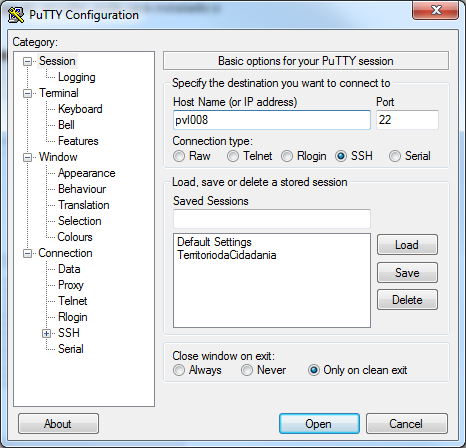 PuTTY Configuration
Category:
Session
Logging
Terminal
Keyboard
Bell
Features
Window
Appearance
Behaviour
Translation
Selection
Colours
Connection
Data
Proxy
Telnet
Rlogin
SSH
Serial
Basic options for your PuTTY session
Specify the destination you want to connect to
Host Name (or IP address) Port
pvl008 22
Connection type:
Raw Telnet Rlogin SSH Serial
Load, save or delete a stored session
Saved Sessions
Default Settings
TerritoriodaCidadania
Load
Save
Delete
Close window on exit:
Always Never Only on clean exit
About Open Cancel